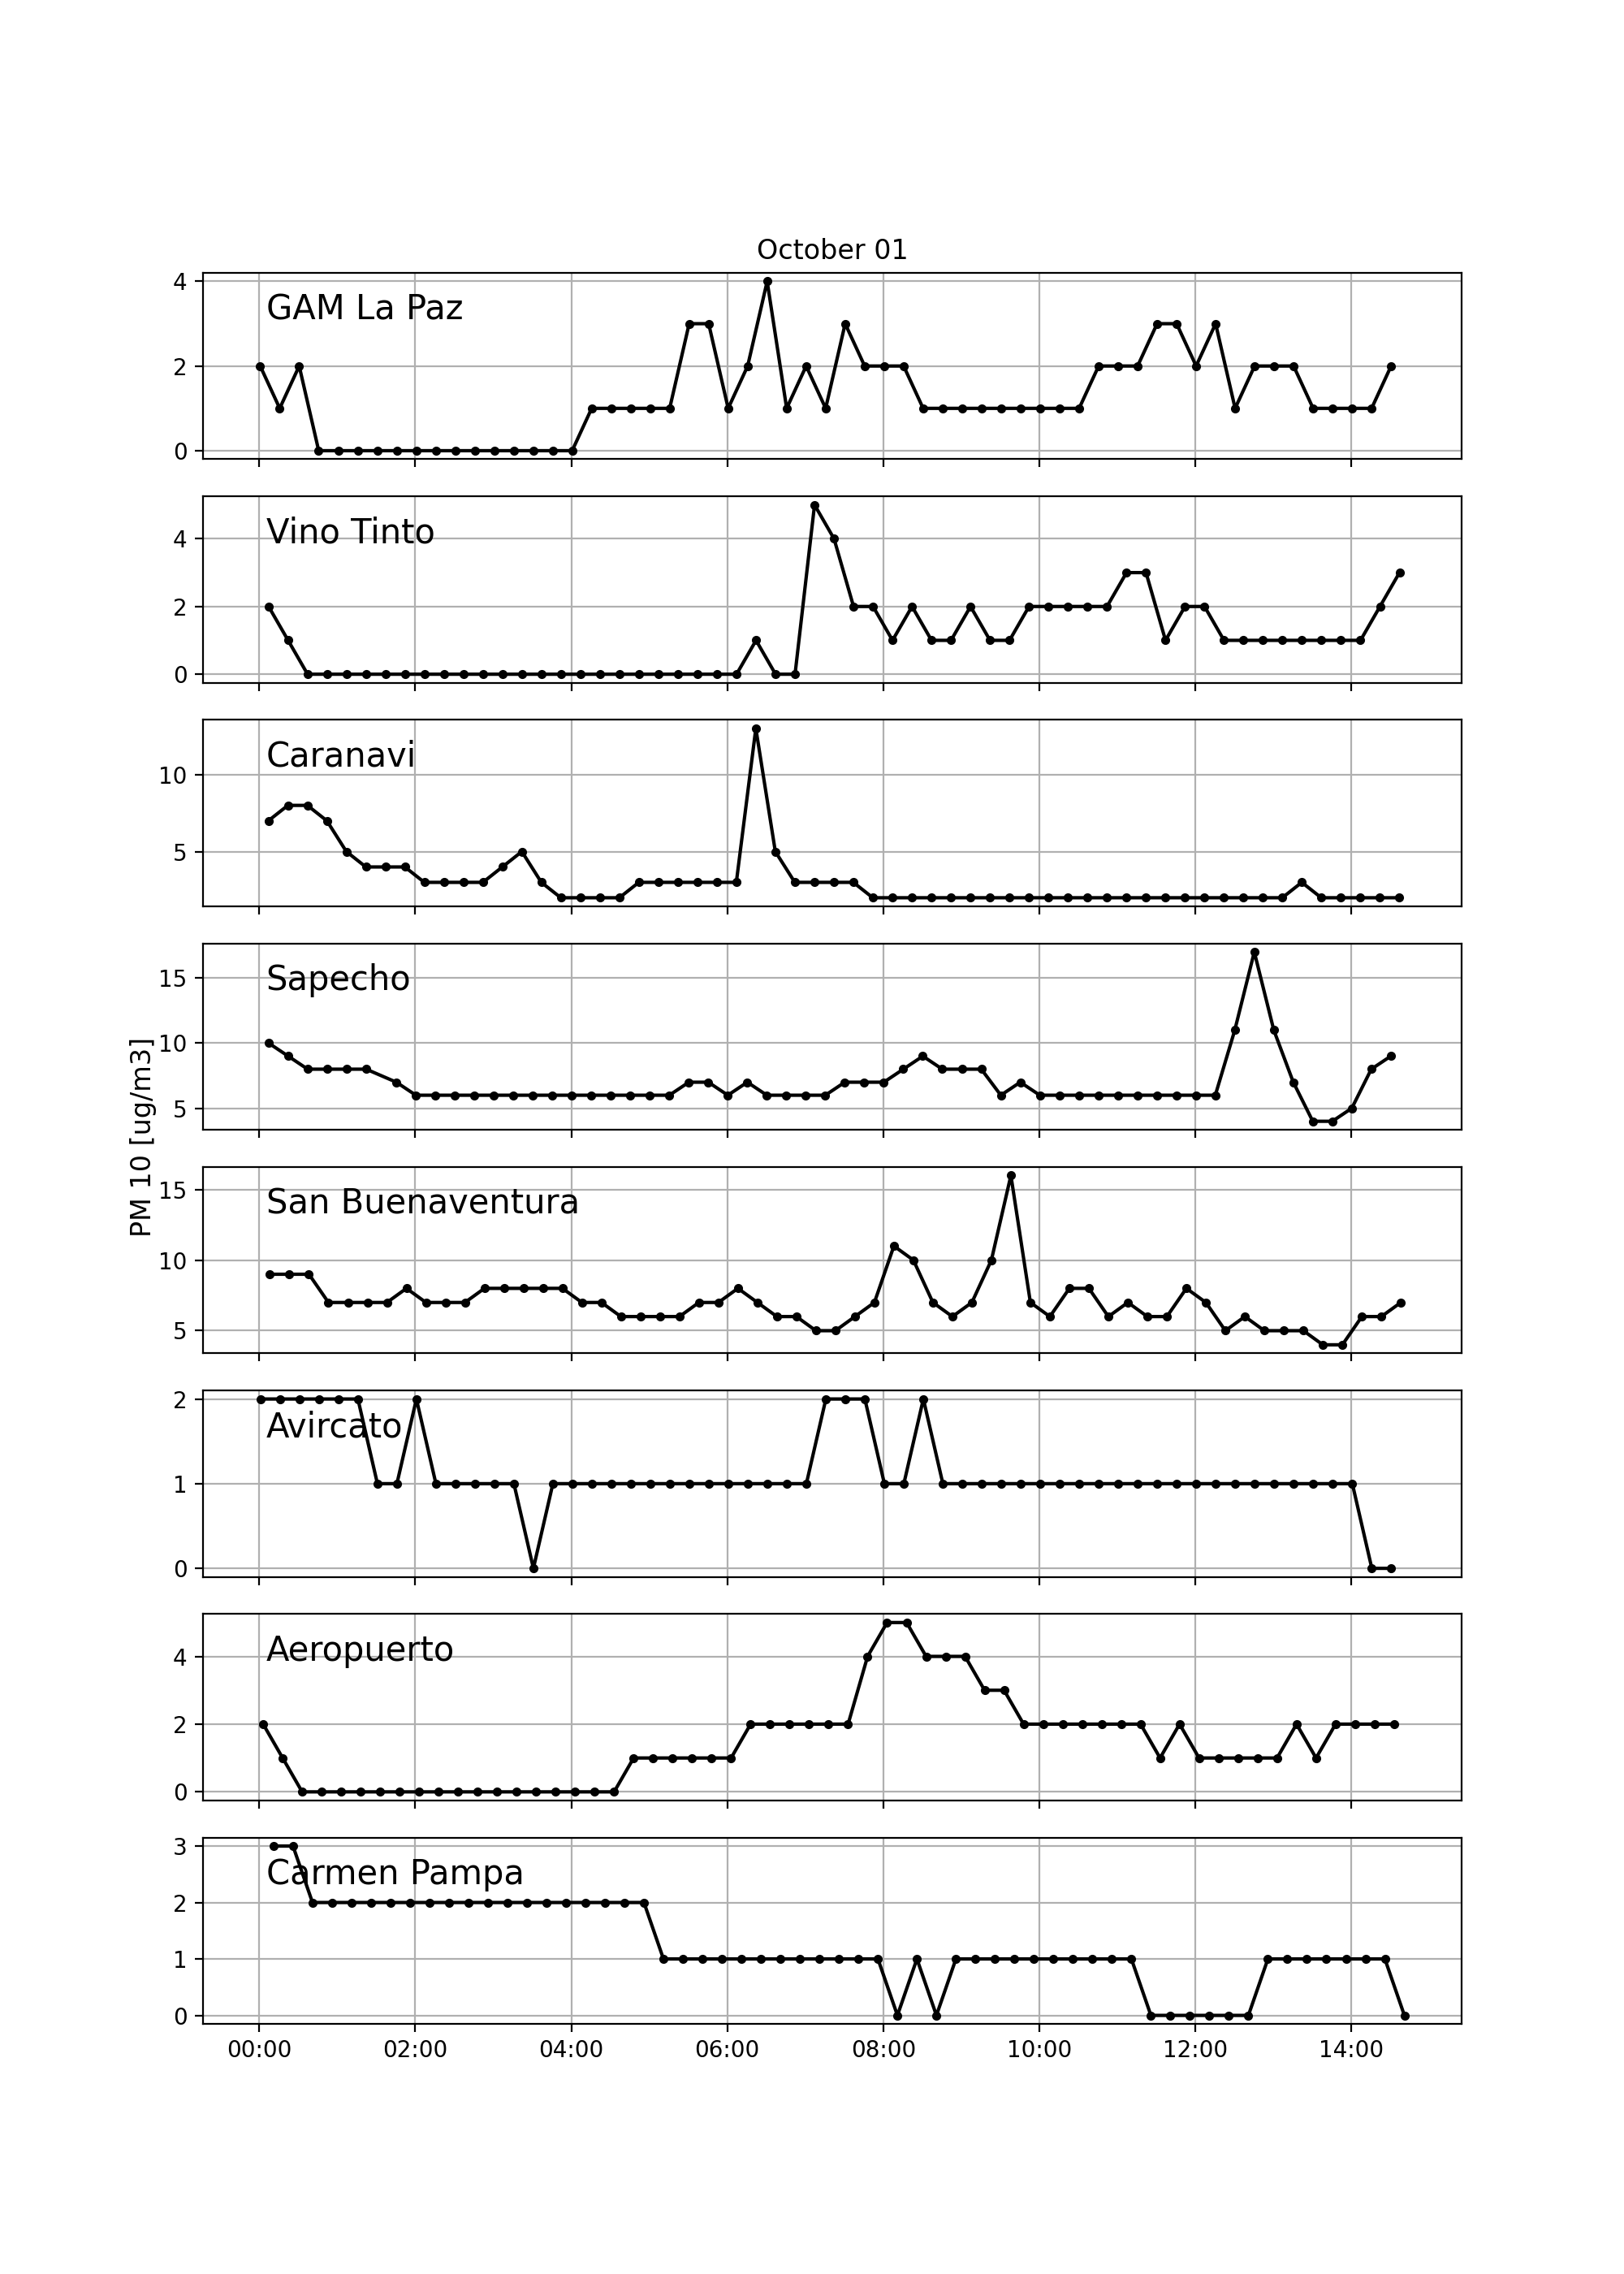 October 01
4
GAM La Paz
2
0
Vino Tinto
4
2
0
Caranavi
10
5
Sapecho
15
10
5
PM 10 [ug/m3]
San Buenaventura
15
10
5
2
Avircato
1
0
Aeropuerto
4
2
0
3
Carmen Pampa
2
1
0
00:00 02:00 04:00 06:00 08:00 10:00 12:00 14:00